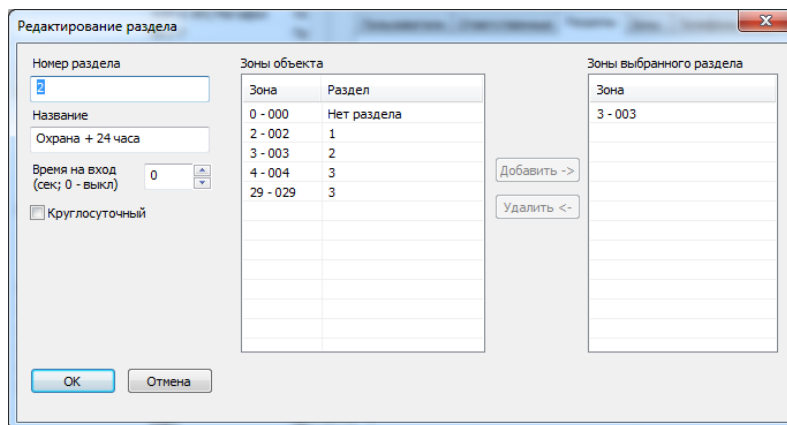 Редактирование раздела
Номер раздела
2
Название
Охрана + 24 часа
Время на вход
(сек; 0 - выкл)
0
Круглосуточный
Зоны объекта
Зона Раздел
0 - 000 Нет раздела
2 - 002 1
3 - 003 2
4 - 004 3
29 - 029 3
Добавить ->
Удалить <-
Зоны выбранного раздела
Зона
3 - 003
OK
Отмена